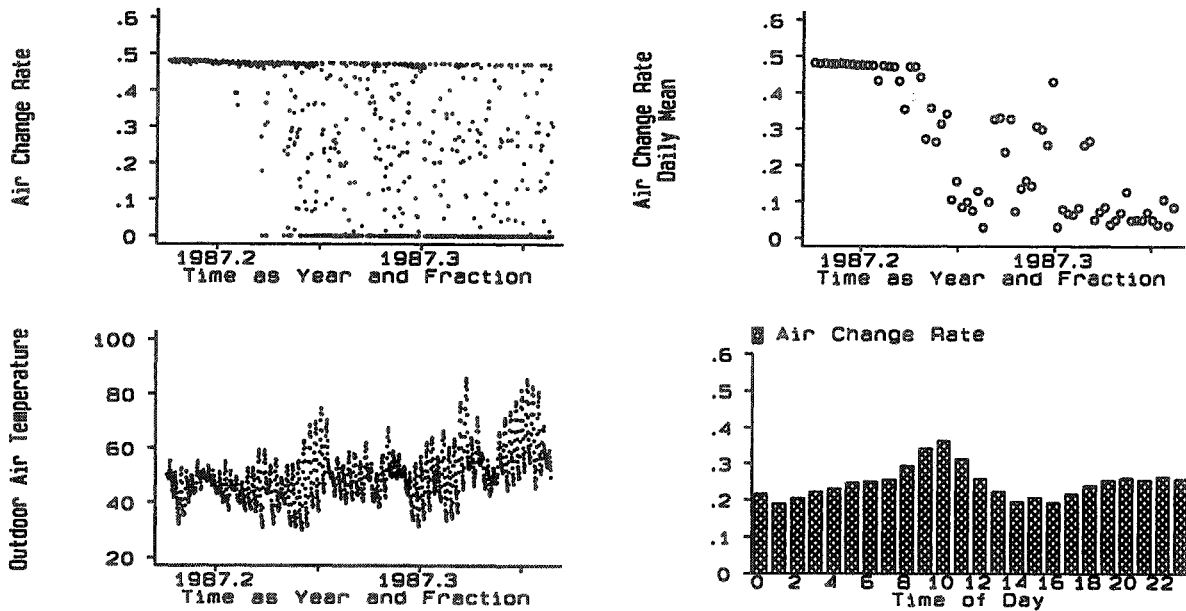 Air Change Rate
.6
.5
.4
.3
.2
.1
0
1987.2 1987.3
Time as Year and Fraction
Air Change Rate
Daily Mean
.6
.5
.4
.3
.2
.1
0
1987.2 1987.3
Time as Year and Fraction
Outdoor Air Temperature
100
80
60
40
20
1987.2 1987.3
Time as Year and Fraction
Air Change Rate
.6
.5
.4
.3
.2
.1
0
0 2 4 6 8 10 12 14 16 18 20 22
Time of Day